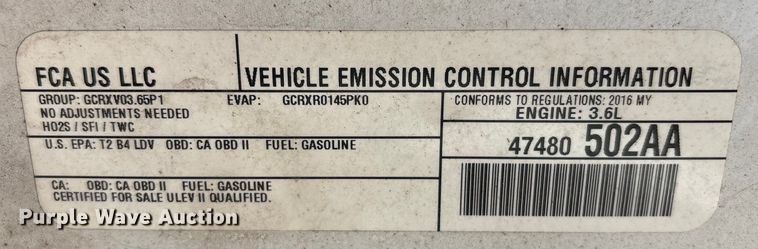 FCA US LLC
VEHICLE EMISSION CONTROL INFORMATION
GROUP: GCRXV03.65P1 EVAP: GCRXR0145PK0
NO ADJUSTMENTS NEEDED
HO2S / SFI / TWC
CONFORMS TO REGULATIONS: 2016 MY
ENGINE: 3.6L
U.S. EPA: T2 B4 LDV OBD: CA OBD II FUEL: GASOLINE
47480 502AA
CA: OBD: CA OBD II FUEL: GASOLINE
CERTIFIED FOR SALE ULEV II QUALIFIED.
Purple Wave Auction